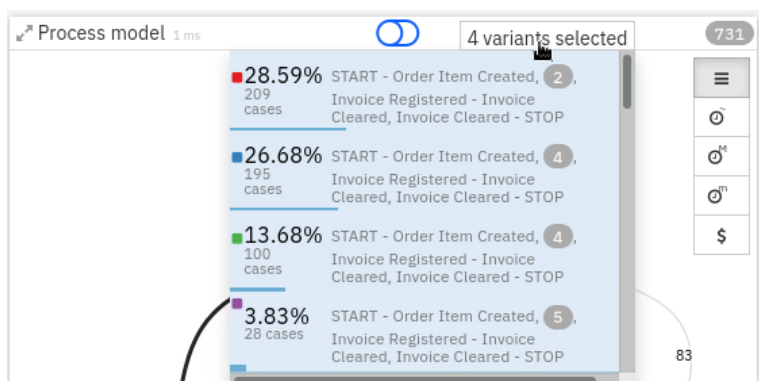 Process model 1 ms 4 variants selected 731
28.59% START - Order Item Created, 2,
209 Invoice Registered - Invoice
cases Cleared, Invoice Cleared - STOP
26.68% START - Order Item Created, 4,
195 Invoice Registered - Invoice
cases Cleared, Invoice Cleared - STOP
13.68% START - Order Item Created, 4,
100 Invoice Registered - Invoice
cases Cleared, Invoice Cleared - STOP
3.83% START - Order Item Created, 5,
28 cases Invoice Registered - Invoice
Cleared, Invoice Cleared - STOP
M
m
$
83